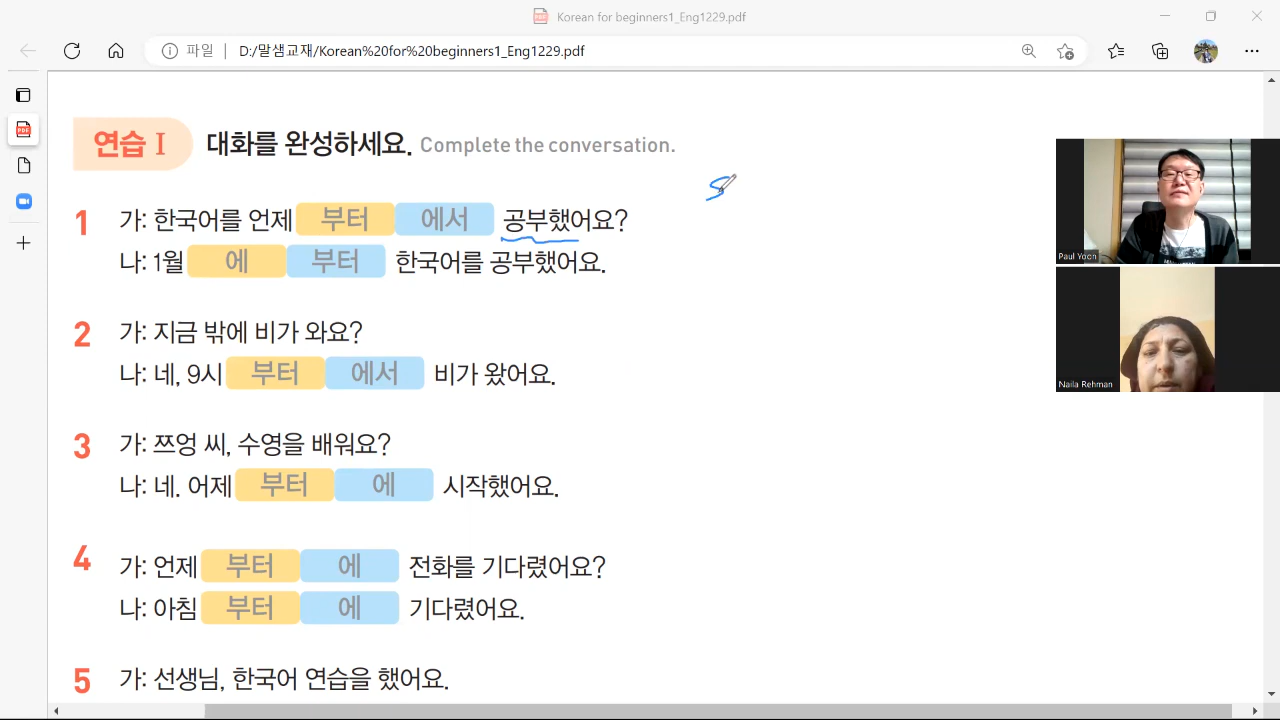 Korean for beginners1_Eng1229.pdf
파일 | D:/말샘교재/Korean%20for%20beginners1_Eng1229.pdf
연습 I 대화를 완성하세요. Complete the conversation.
1 가: 한국어를 언제 부터 에서 공부했어요?
나: 1월 에 부터 한국어를 공부했어요.
2 가: 지금 밖에 비가 와요?
나: 네, 9시 부터 에서 비가 왔어요.
3 가: 쯔엉 씨, 수영을 배워요?
나: 네. 어제 부터 에 시작했어요.
4 가: 언제 부터 에 전화를 기다렸어요?
나: 아침 부터 에 기다렸어요.
5 가: 선생님, 한국어 연습을 했어요.
Paul Yoon
Naila Rehman